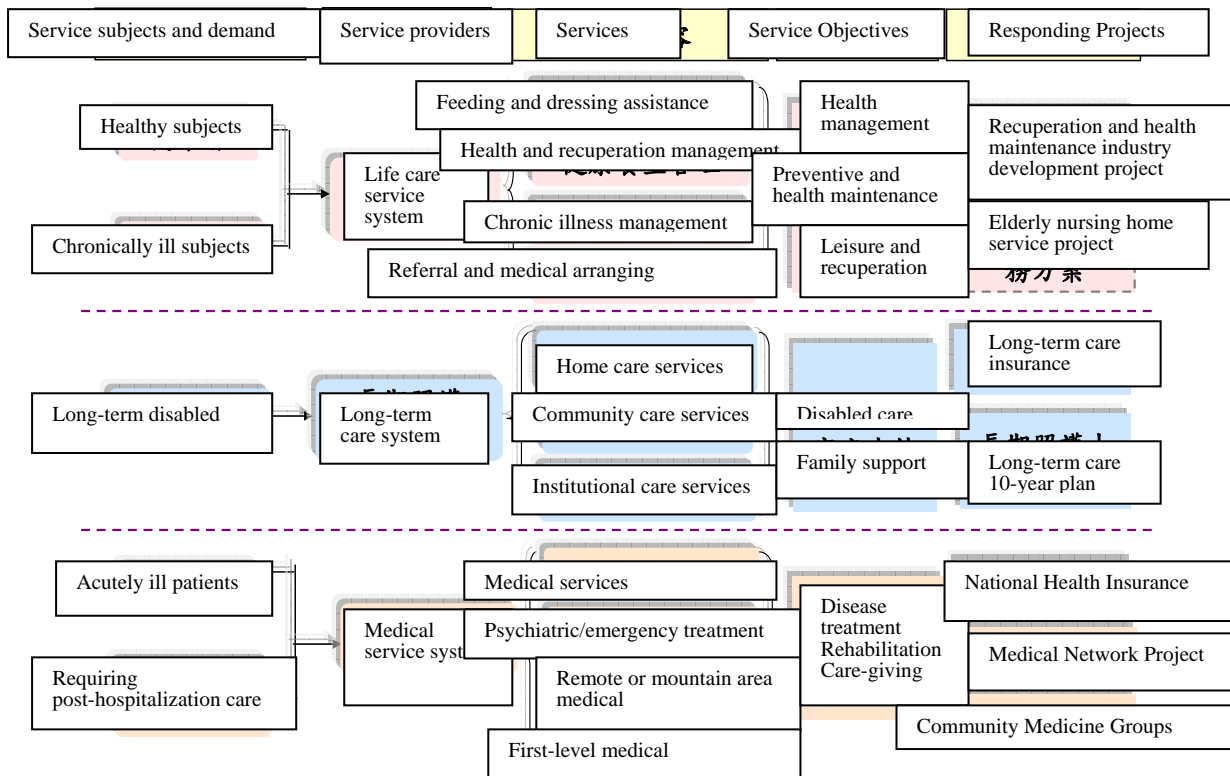 Service subjects and demand
Service providers
Services
Service Objectives
Responding Projects
Healthy subjects
Chronically ill subjects
Life care
service
system
Feeding and dressing assistance
Health and recuperation management
Chronic illness management
Referral and medical arranging
Health
management
Preventive and
health maintenance
Leisure and
recuperation
Recuperation and health
maintenance industry
development project
Elderly nursing home
service project
務方案
Long-term disabled
Long-term
care system
Home care services
Community care services
Institutional care services
Disabled care
Family support
Long-term care
insurance
Long-term care
10-year plan
Acutely ill patients
Requiring
post-hospitalization care
Medical
service syst
Medical services
Psychiatric/emergency treatment
Remote or mountain area
medical
First-level medical
Disease
treatment
Rehabilitation
Care-giving
National Health Insurance
Medical Network Project
Community Medicine Groups